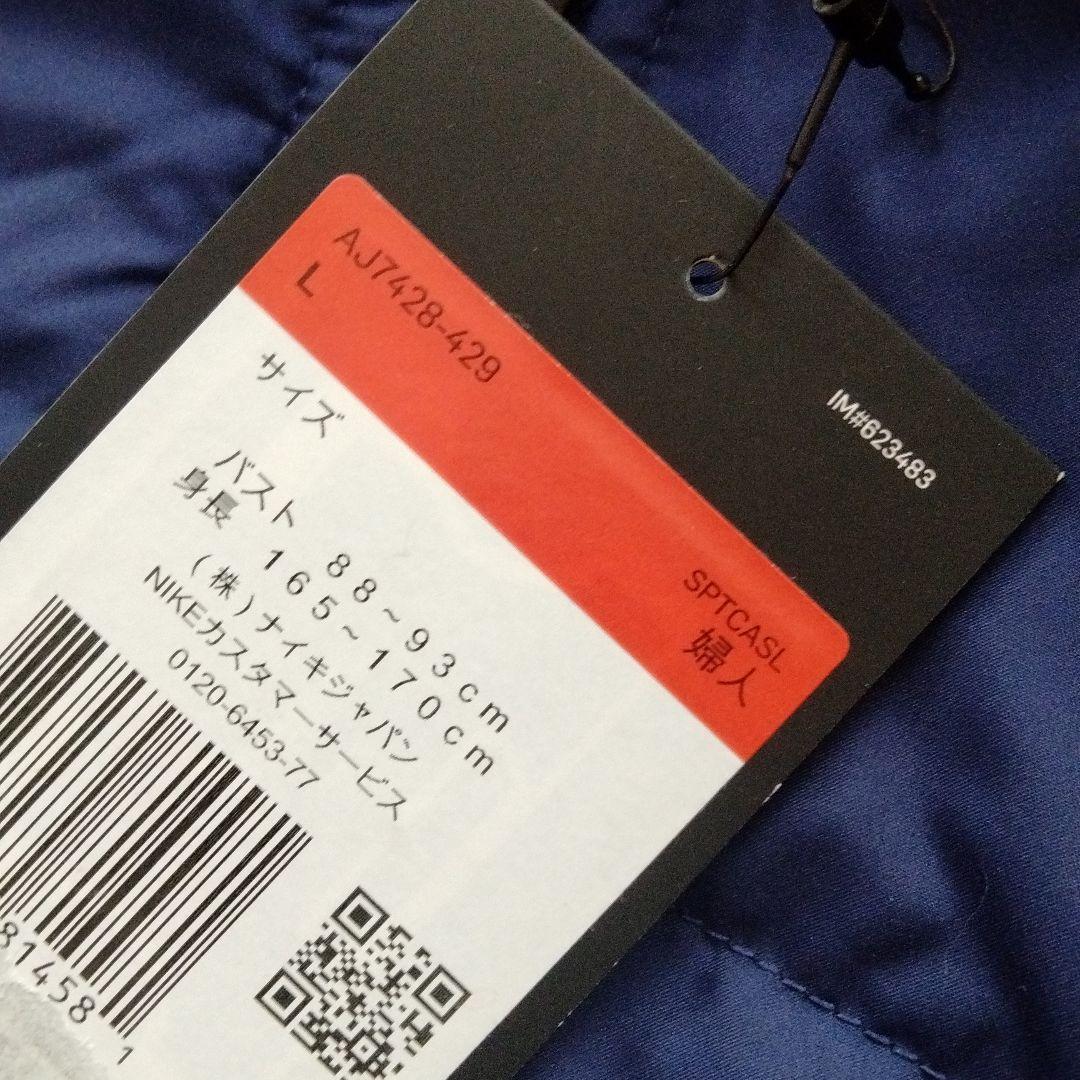 IM#623483
AJ7428-429
L
SPTCASL
婦人
サイズ
バスト 88~93cm
身長 165~170cm
(株)ナイキジャパン
NIKEカスタマーサービス
0120-6453-77
81458
1